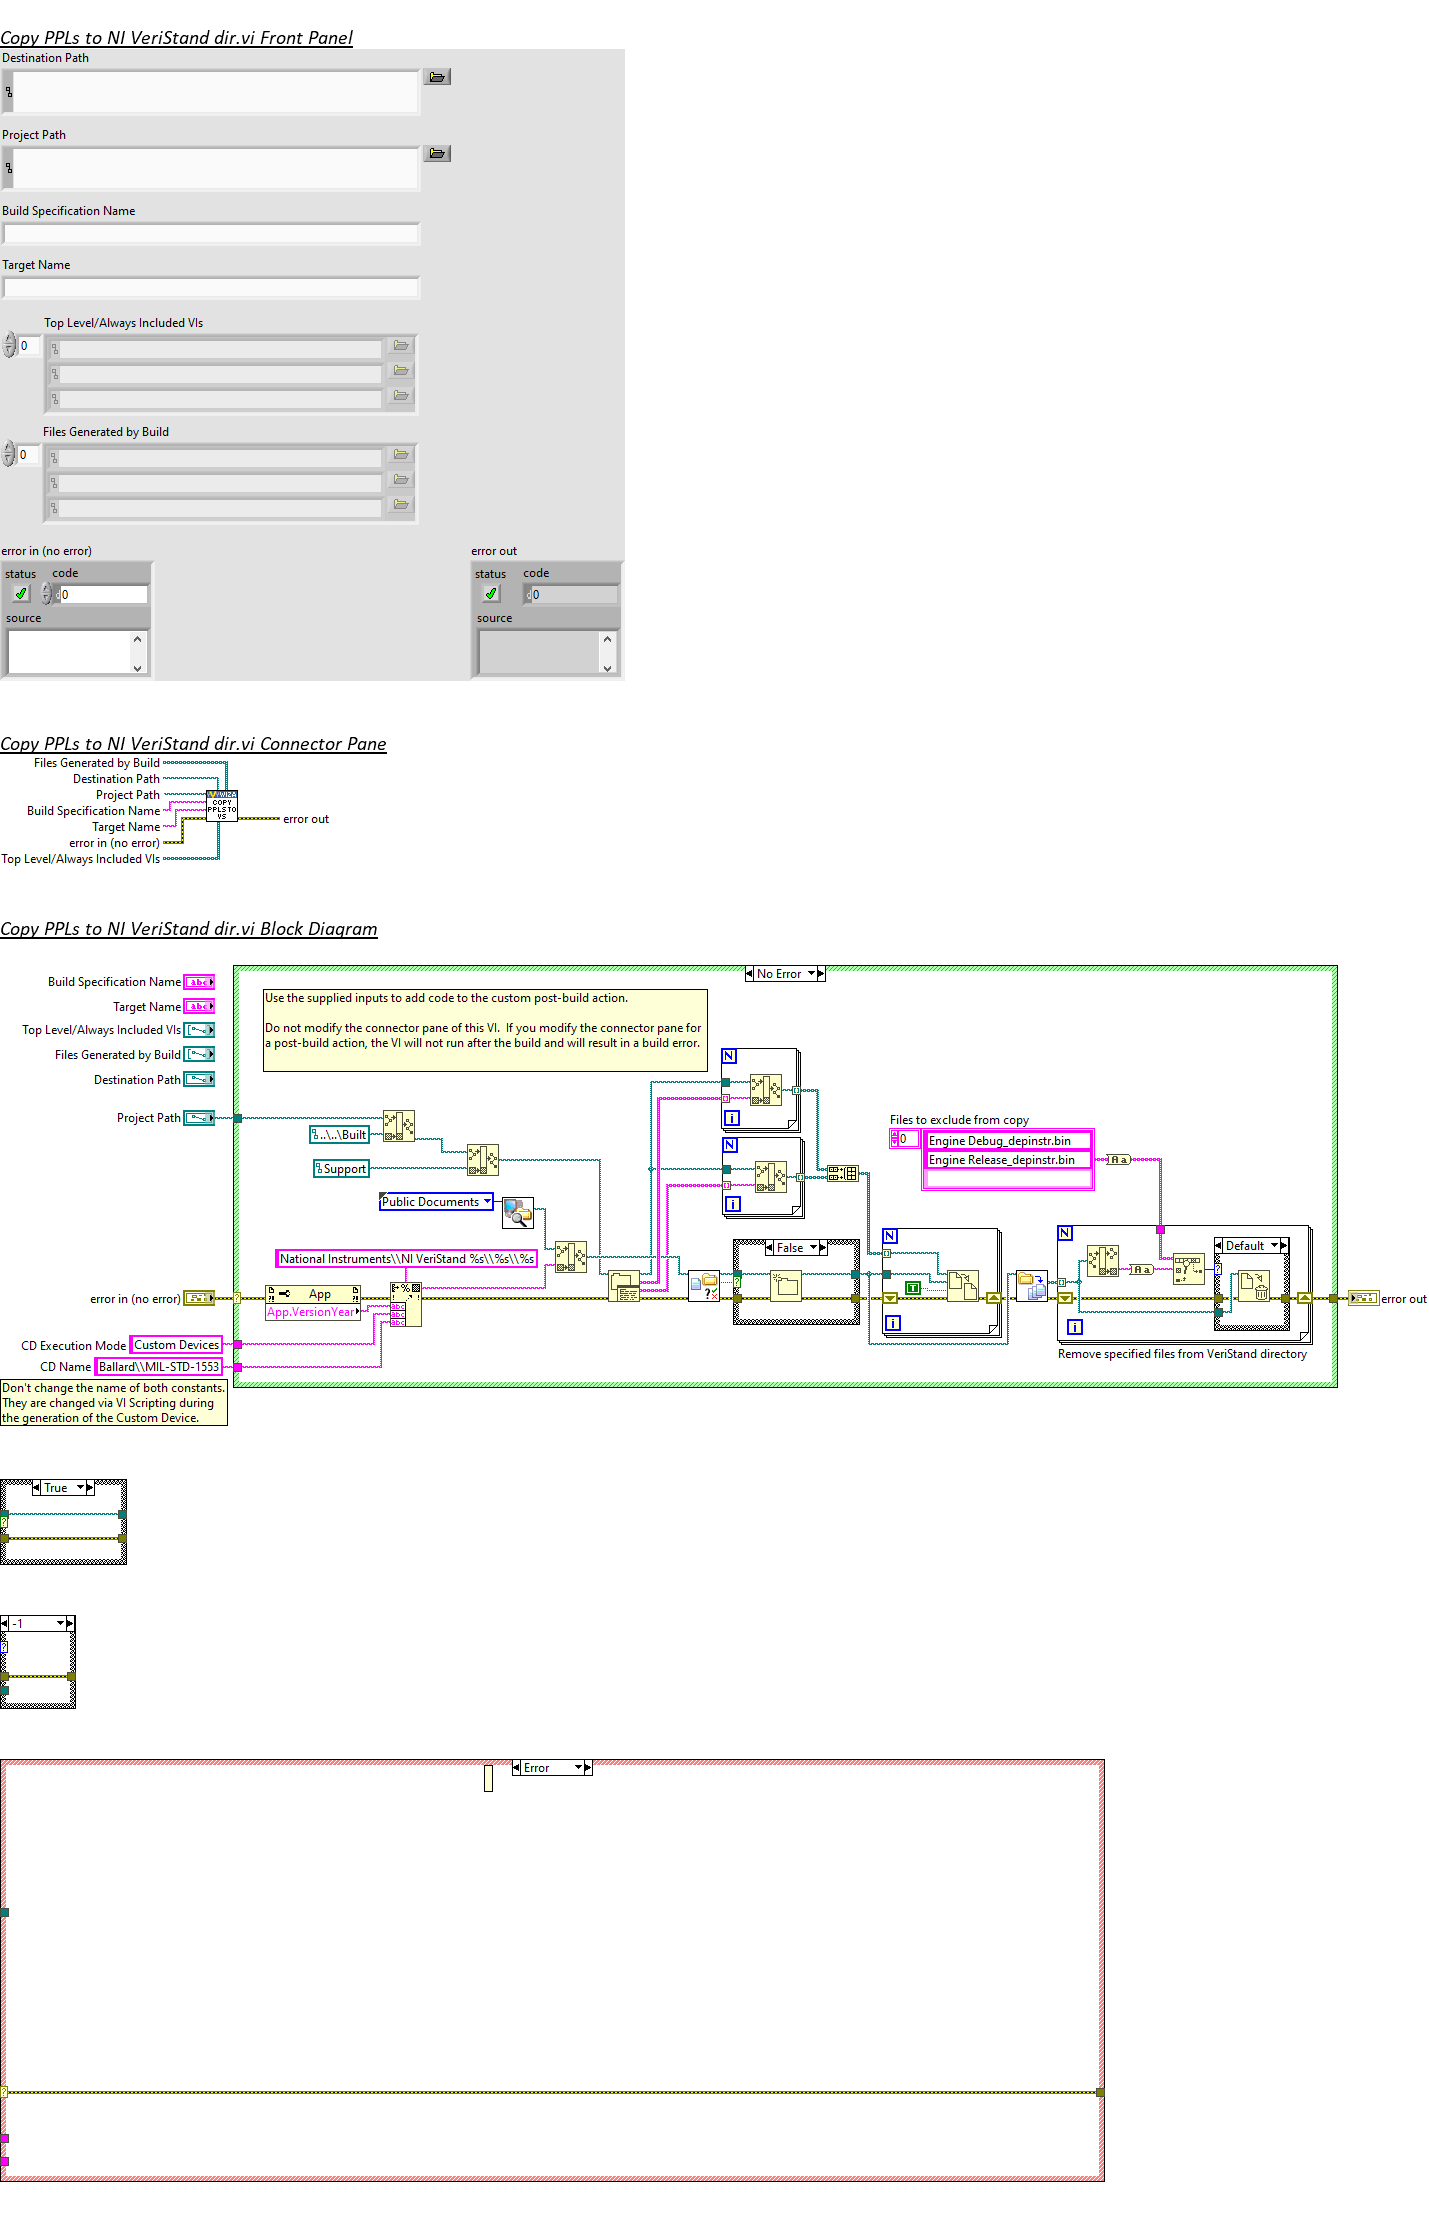 Copy PPLs to NI VeriStand dir.vi Front Panel
Destination Path
Project Path
Build Specification Name
Target Name
Top Level/Always Included VIs
0
Files Generated by Build
0
error in (no error)
error out
status code
0
source
status code
0
source
Copy PPLs to NI VeriStand dir.vi Connector Pane
Files Generated by Build
Destination Path
Project Path
Build Specification Name
Target Name
error in (no error)
Top Level/Always Included VIs
COPY
PPLS TO
VS
error out
Copy PPLs to NI VeriStand dir.vi Block Diagram
No Error
Build Specification Name
abc
Target Name
abc
Top Level/Always Included VIs
Files Generated by Build
Destination Path
Project Path
Use the supplied inputs to add code to the custom post-build action.
Do not modify the connector pane of this VI. If you modify the connector pane for
a post-build action, the VI will not run after the build and will result in a build error.
..\..\Built
Support
Public Documents
National Instruments\\NI VeriStand %s\\%s\\%s
error in (no error)
App
App.VersionYear
abc
abc
abc
CD Execution Mode
Custom Devices
CD Name
Ballard\\MIL-STD-1553
Don't change the name of both constants.
They are changed via VI Scripting during
the generation of the Custom Device.
N
i
N
i
False
?
N
T
i
Files to exclude from copy
0
Engine Debug_depinstr.bin
Engine Release_depinstr.bin
Aa
N
Aa
i
Default
Remove specified files from VeriStand directory
error out
True
?
-1
?
Error
?